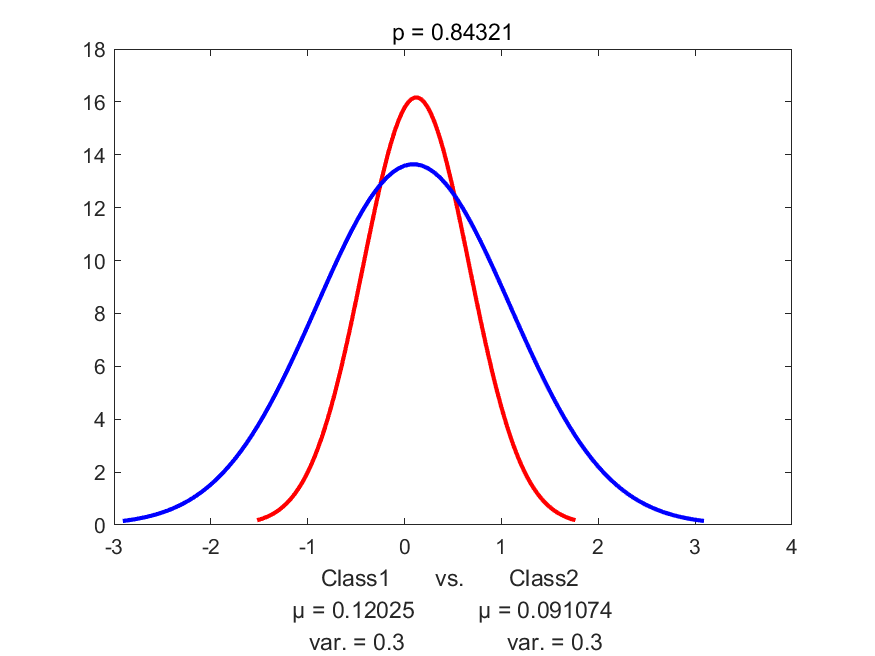 p = 0.84321
18
16
14
12
10
8
6
4
2
0
-3 -2 -1 0 1 2 3 4
Class1 vs. Class2
μ = 0.12025 μ = 0.091074
var. = 0.3 var. = 0.3